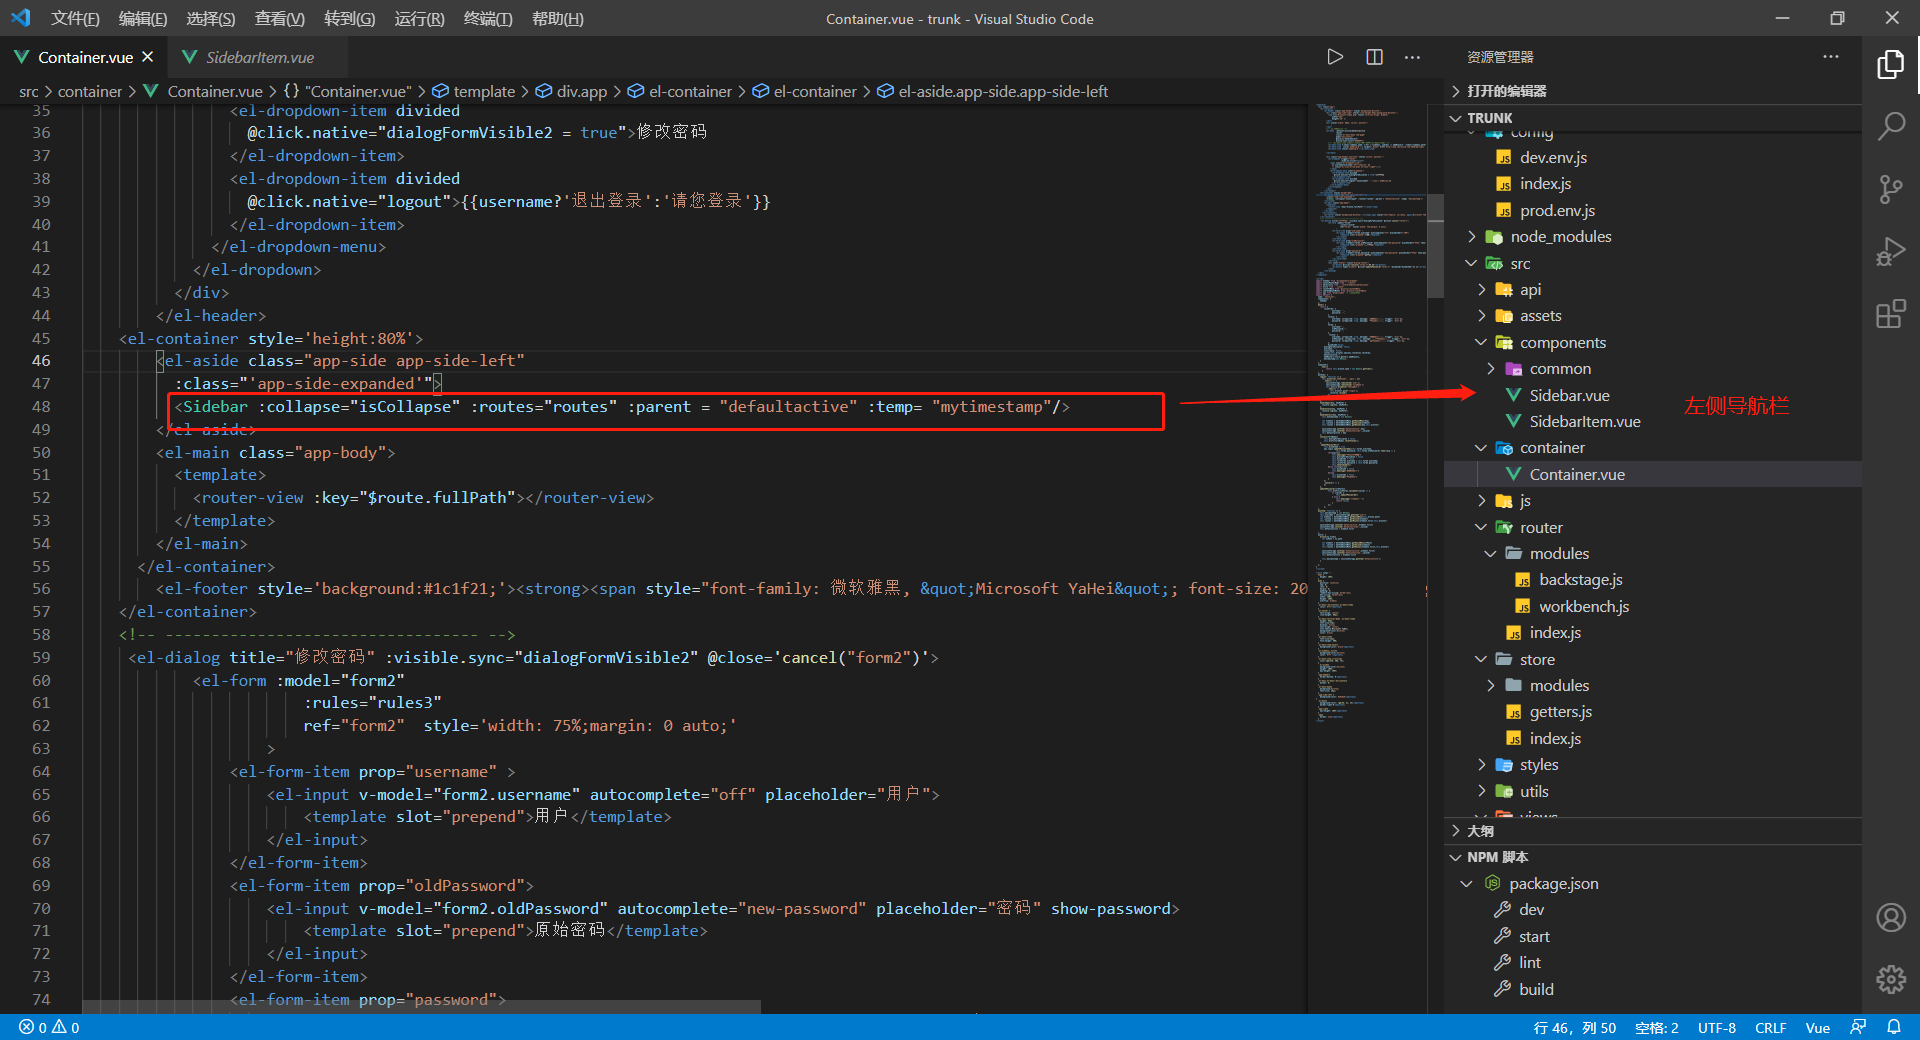 文件(F) 编辑(E) 选择(S) 查看(V) 转到(G) 运行(R) 终端(T) 帮助(H)
Container.vue - trunk - Visual Studio Code
Container.vue
SidebarItem.vue
src > container > Container.vue > {} "Container.vue" > template > div.app > el-container > el-container > el-aside.app-side.app-side-left
35 <el-dropdown-item divided
36 @click.native="dialogFormVisible2 = true">修改密码
37 </el-dropdown-item>
38 <el-dropdown-item divided
39 @click.native="logout">{{username?'退出登录':'请您登录'}}
40 </el-dropdown-item>
41 </el-dropdown-menu>
42 </el-dropdown>
43 </div>
44 </el-header>
45 <el-container style='height:80%'>
46 <el-aside class="app-side app-side-left"
47 :class="'app-side-expanded'">
48 <Sidebar :collapse="isCollapse" :routes="routes" :parent = "defaultactive" :temp= "mytimestamp"/>
49 </el-aside>
50 <el-main class="app-body">
51 <template>
52 <router-view :key="$route.fullPath"></router-view>
53 </template>
54 </el-main>
55 </el-container>
56 <el-footer style='background:#1c1f21;'><strong><span style="font-family: 微软雅黑, &quot;Microsoft YaHei&quot;; font-size: 20
57 </el-container>
58 <!-- ---------------------------------- -->
59 <el-dialog title="修改密码" :visible.sync="dialogFormVisible2" @close='cancel("form2")'>
60 <el-form :model="form2"
61 :rules="rules3"
62 ref="form2" style='width: 75%;margin: 0 auto;'
63 >
64 <el-form-item prop="username" >
65 <el-input v-model="form2.username" autocomplete="off" placeholder="用户">
66 <template slot="prepend">用户</template>
67 </el-input>
68 </el-form-item>
69 <el-form-item prop="oldPassword">
70 <el-input v-model="form2.oldPassword" autocomplete="new-password" placeholder="密码" show-password>
71 <template slot="prepend">原始密码</template>
72 </el-input>
73 </el-form-item>
74 <el-form-item prop="password">
资源管理器
打开的编辑器
TRUNK
config
dev.env.js
index.js
prod.env.js
node_modules
src
api
assets
components
common
Sidebar.vue
左侧导航栏
SidebarItem.vue
container
Container.vue
js
router
modules
backstage.js
workbench.js
index.js
store
modules
getters.js
index.js
styles
utils
views
大纲
NPM 脚本
package.json
dev
start
lint
build
0 0
行 46，列 50 空格: 2 UTF-8 CRLF Vue